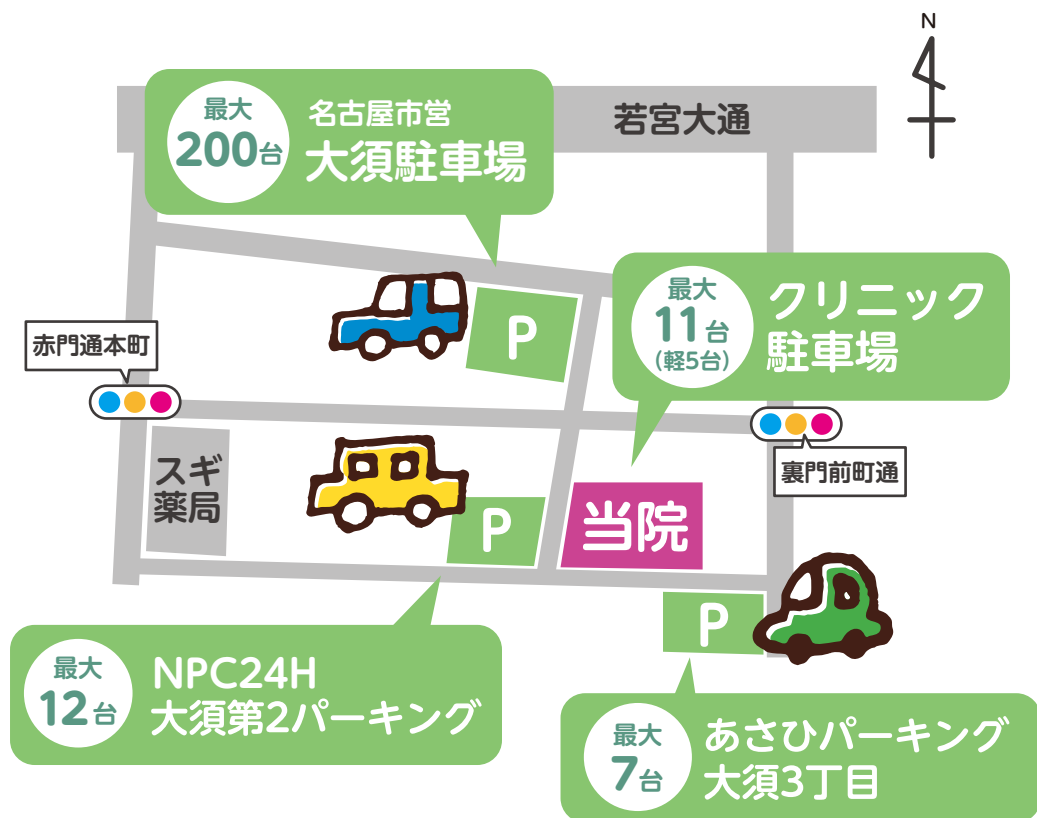 N
最大
200台
名古屋市営
大須駐車場
若宮大通
最大
11台
(軽5台)
クリニック
駐車場
赤門通本町
P
裏門前町通
スギ
薬局
P
当院
P
最大
12台
NPC24H
大須第2パーキング
最大
7台
あさひパーキング
大須3丁目